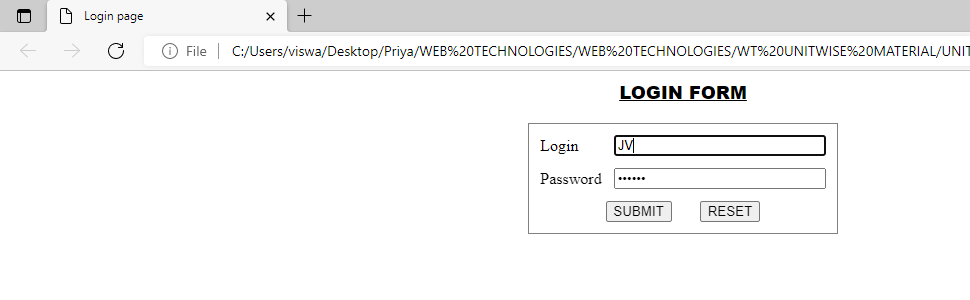 Login page
File C:/Users/viswa/Desktop/Priya/WEB%20TECHNOLOGIES/WEB%20TECHNOLOGIES/WT%20UNITWISE%20MATERIAL/UNIT
LOGIN FORM
Login JV
Password ••••••
SUBMIT RESET